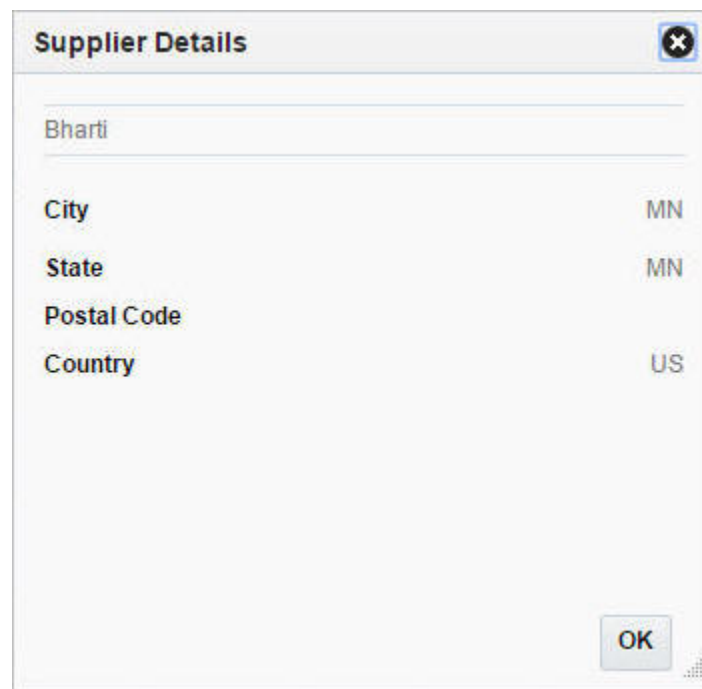 Supplier Details
Bharti
City MN
State MN
Postal Code
Country US
OK